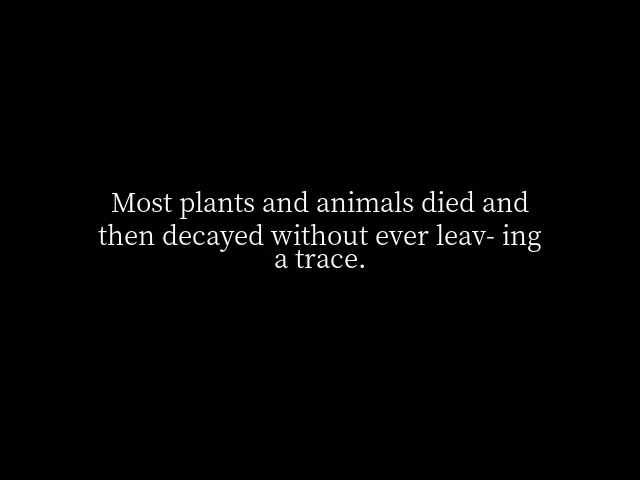 Most plants and animals died and
then decayed without ever leav- ing
a trace.